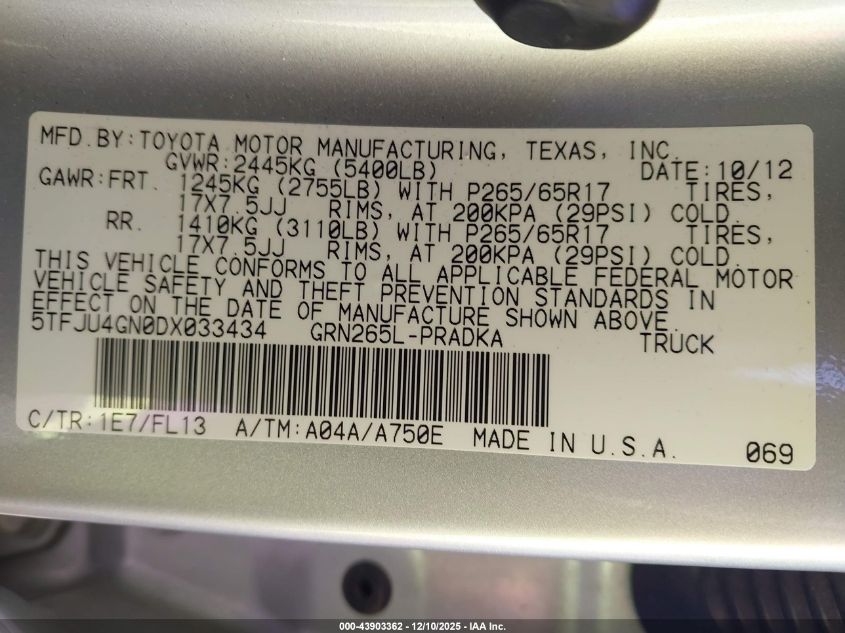 MFD.BY:TOYOTA MOTOR MANUFACTURING, TEXAS, INC.
GVWR:2445KG (5400LB) DATE:10/12
GAWR:FRT. 1245KG (2755LB) WITH P265/65R17 TIRES,
17X7.5JJ RIMS, AT 200KPA (29PSI) COLD.
RR. 1410KG (3110LB) WITH P265/65R17 TIRES,
17X7.5JJ RIMS, AT 200KPA (29PSI) COLD.
THIS VEHICLE CONFORMS TO ALL APPLICABLE FEDERAL MOTOR
VEHICLE SAFETY AND THEFT PREVENTION STANDARDS IN
EFFECT ON THE DATE OF MANUFACTURE SHOWN ABOVE.
5TFJU4GN0DX033434 GRN265L-PRADKA TRUCK
C/TR:1E7/FL13 A/TM:A04A/A750E MADE IN U.S.A. 069
000-43903362 - 12/10/2025 - IAA Inc.